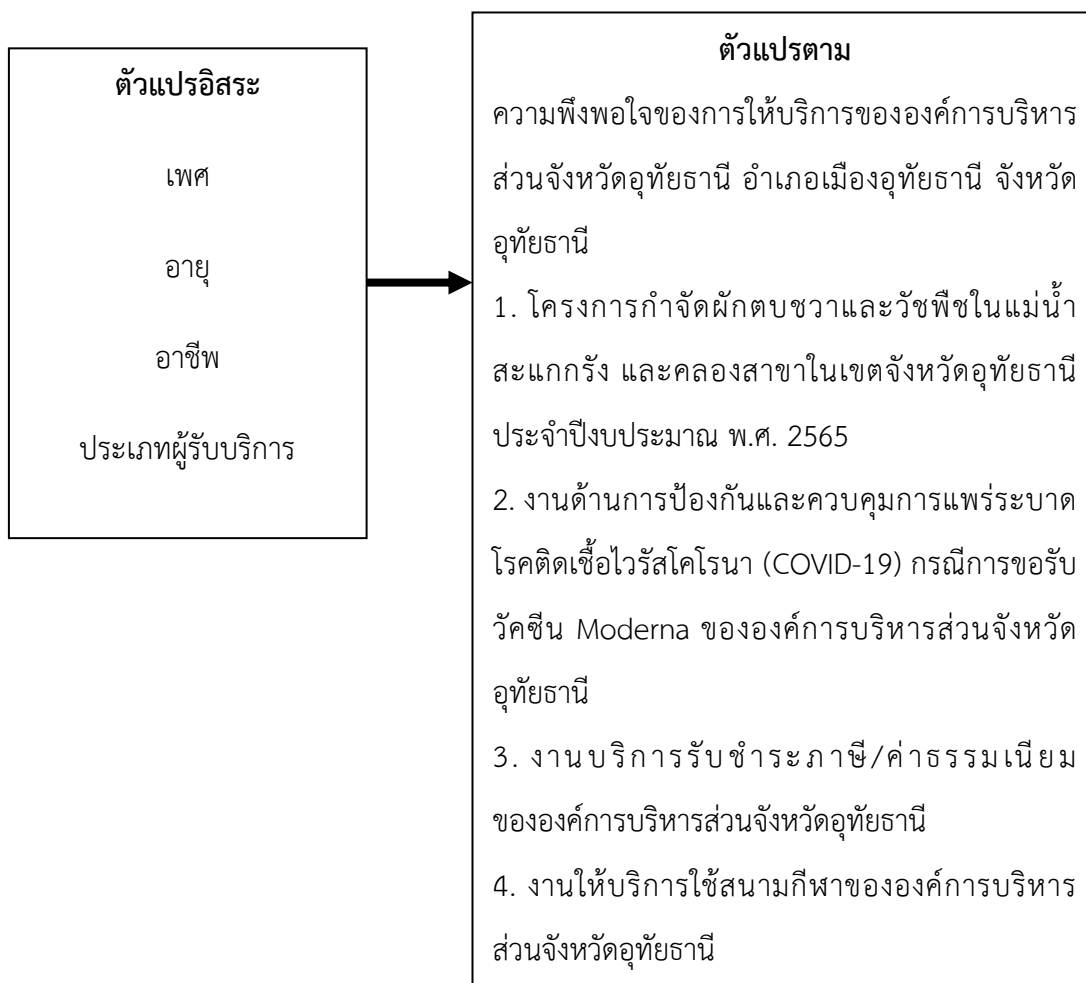 ตัวแปรอิสระ
เพศ
อายุ
อาชีพ
ประเภทผู้รับบริการ
ตัวแปรตาม
ความพึงพอใจของการให้บริการขององค์การบริหาร
ส่วนจังหวัดอุทัยธานี อำเภอเมืองอุทัยธานี จังหวัด
อุทัยธานี
1. โครงการกำจัดผักตบชวาและวัชพืชในแม่น้ำ
สะแกกรัง และคลองสาขาในเขตจังหวัดอุทัยธานี
ประจำปีงบประมาณ พ.ศ. 2565
2. งานด้านการป้องกันและควบคุมการแพร่ระบาด
โรคติดเชื้อไวรัสโคโรนา (COVID-19) กรณีการขอรับ
วัคซีน Moderna ขององค์การบริหารส่วนจังหวัด
อุทัยธานี
3. งานบริการรับชำระภาษี/ค่าธรรมเนียม
ขององค์การบริหารส่วนจังหวัดอุทัยธานี
4. งานให้บริการใช้สนามกีฬาขององค์การบริหาร
ส่วนจังหวัดอุทัยธานี